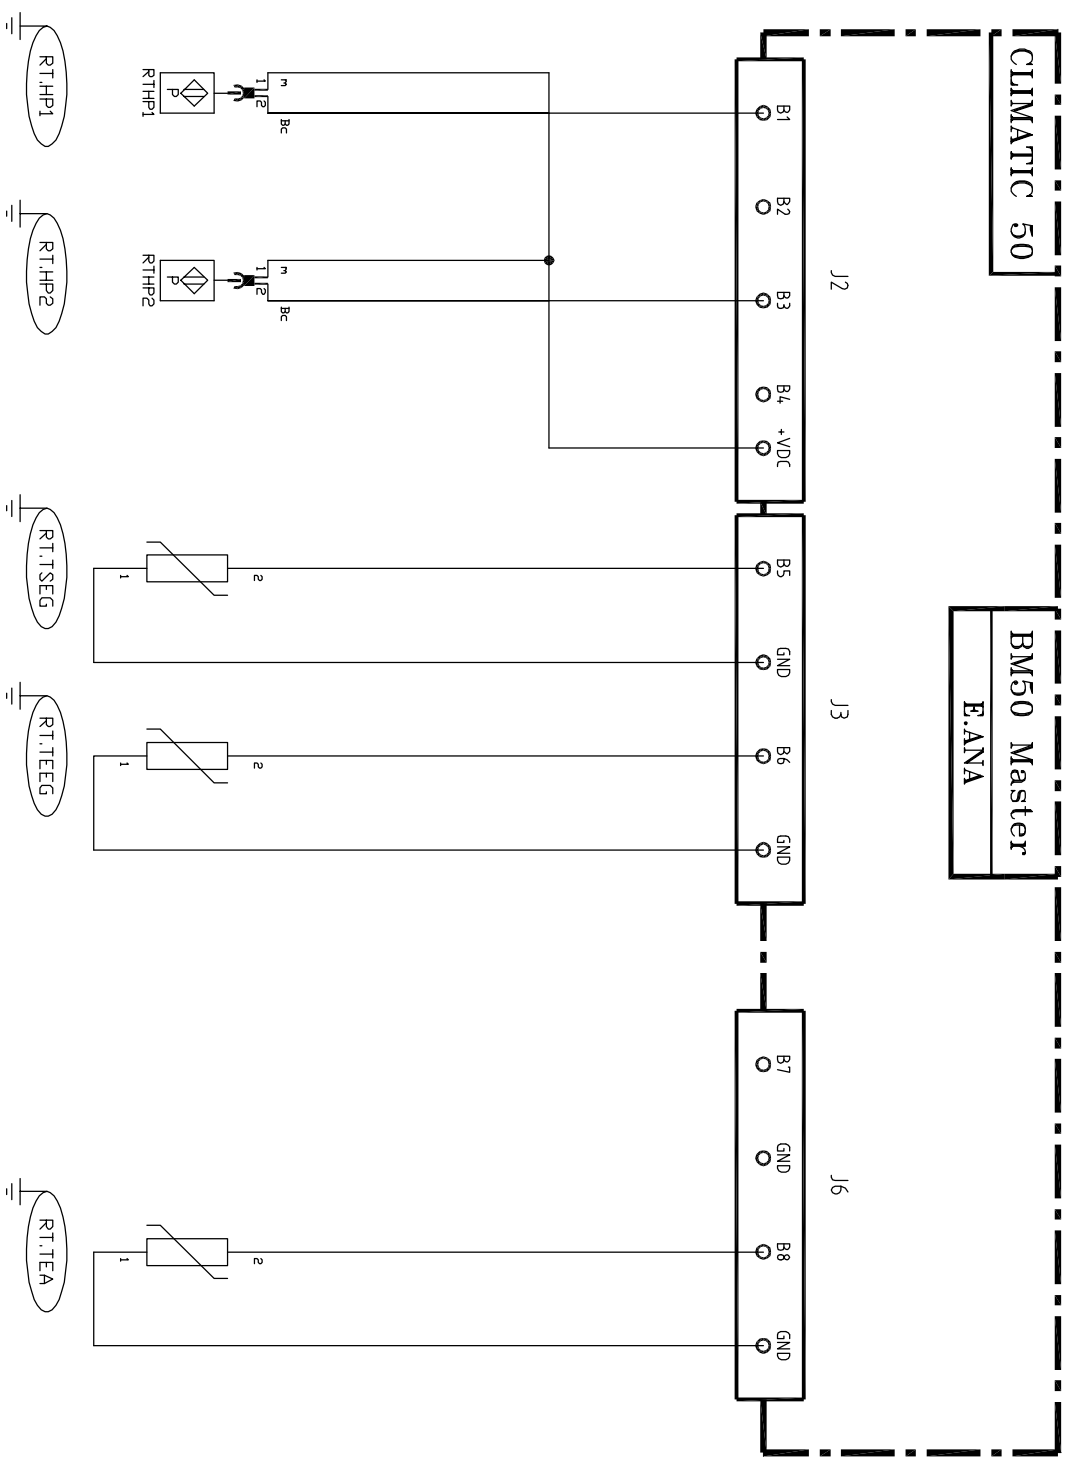 CLIMATIC 50
BM50 Master
E.ANA
J2
J3
J6
B1
B2
B3
B4
+VDC
B5
GND
B6
GND
B7
GND
B8
GND
m
Bc
1
2
m
Bc
1
2
P
RTHP1
P
RTHP2
2
1
2
1
2
1
RT.HP1
RT.HP2
RT.TSEG
RT.TEEG
RT.TEA